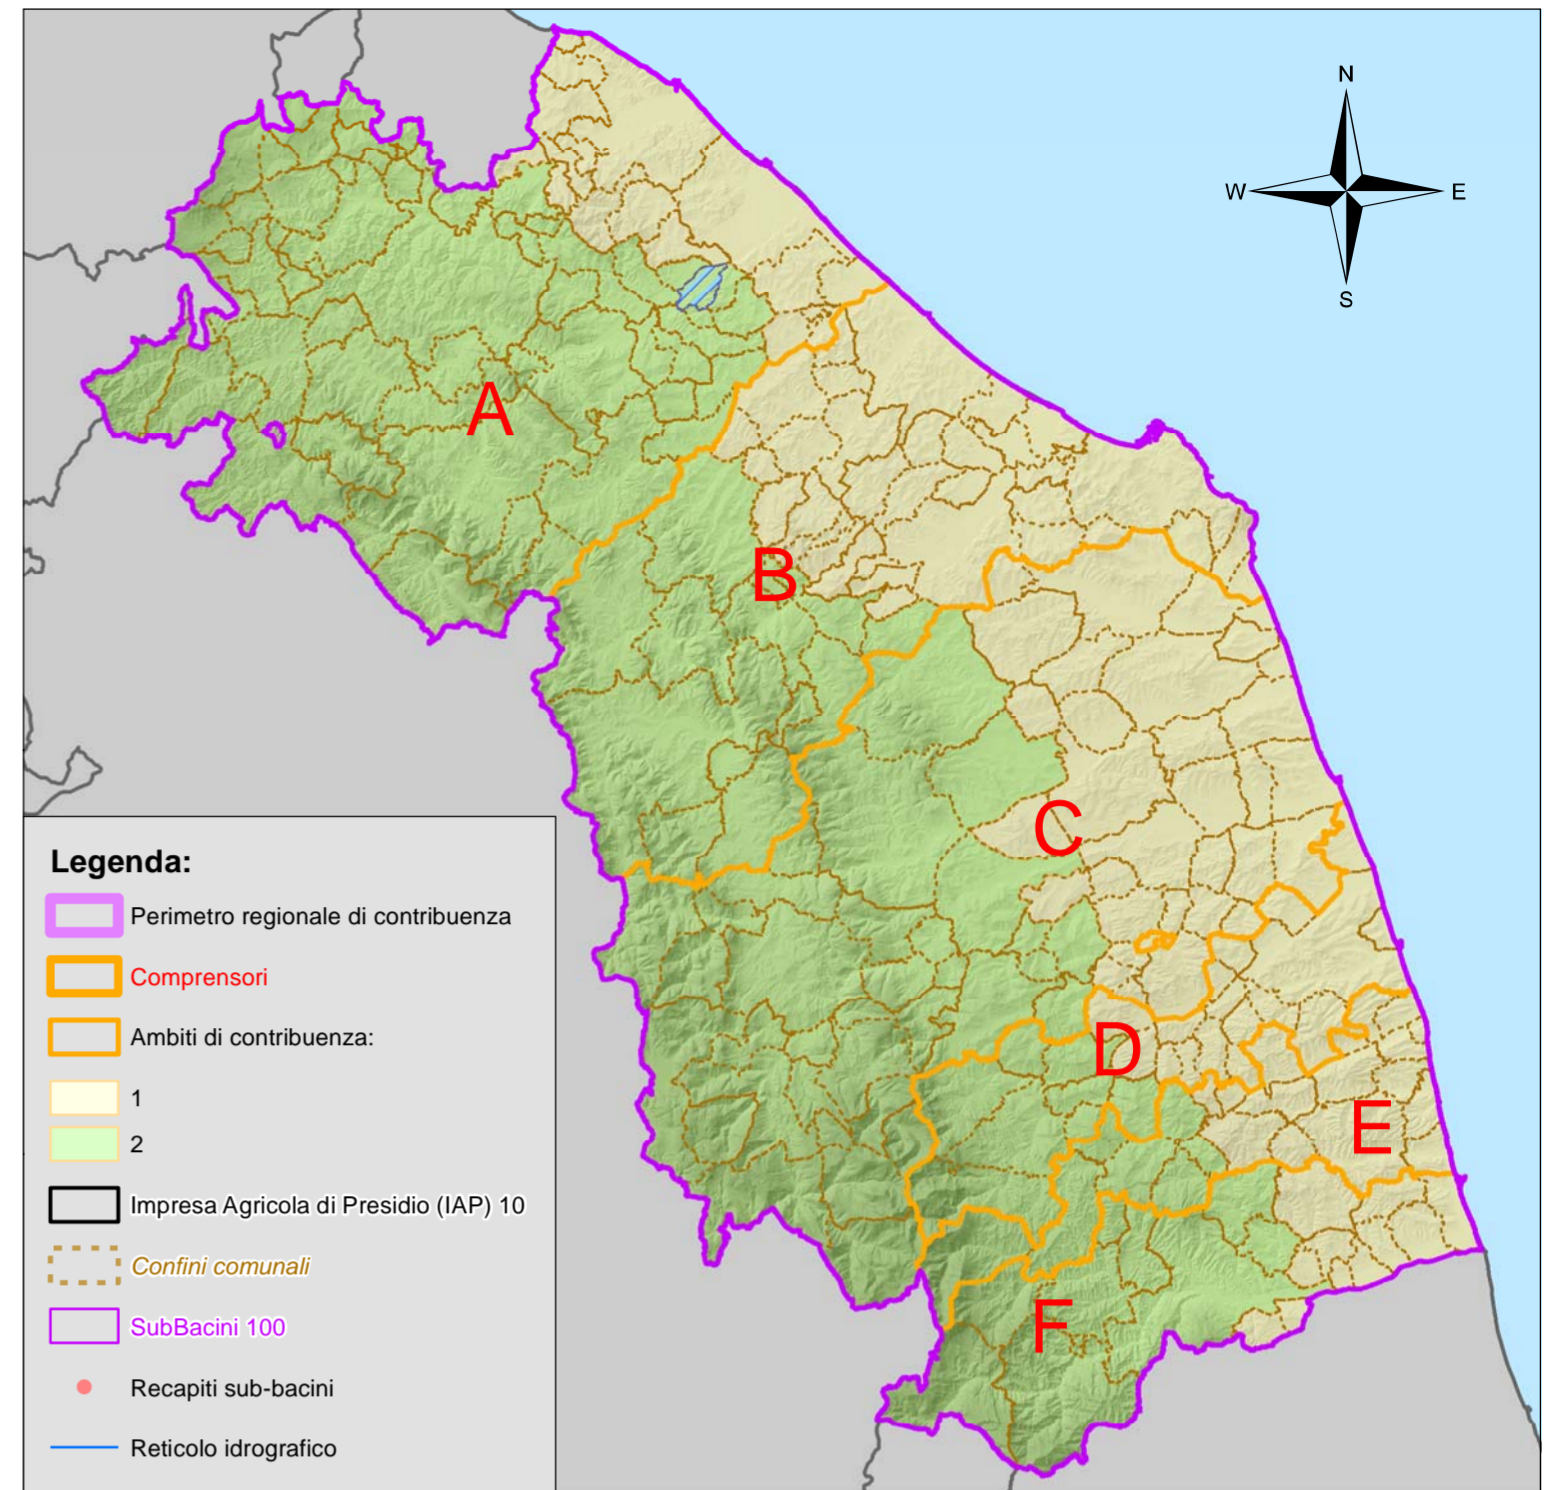 N
W
E
S
A
B
C
D
E
F
Legenda:
Perimetro regionale di contribuenza
Comprensori
Ambiti di contribuenza:
1
2
Impresa Agricola di Presidio (IAP) 10
Confini comunali
SubBacini 100
Recapiti sub-bacini
Reticolo idrografico